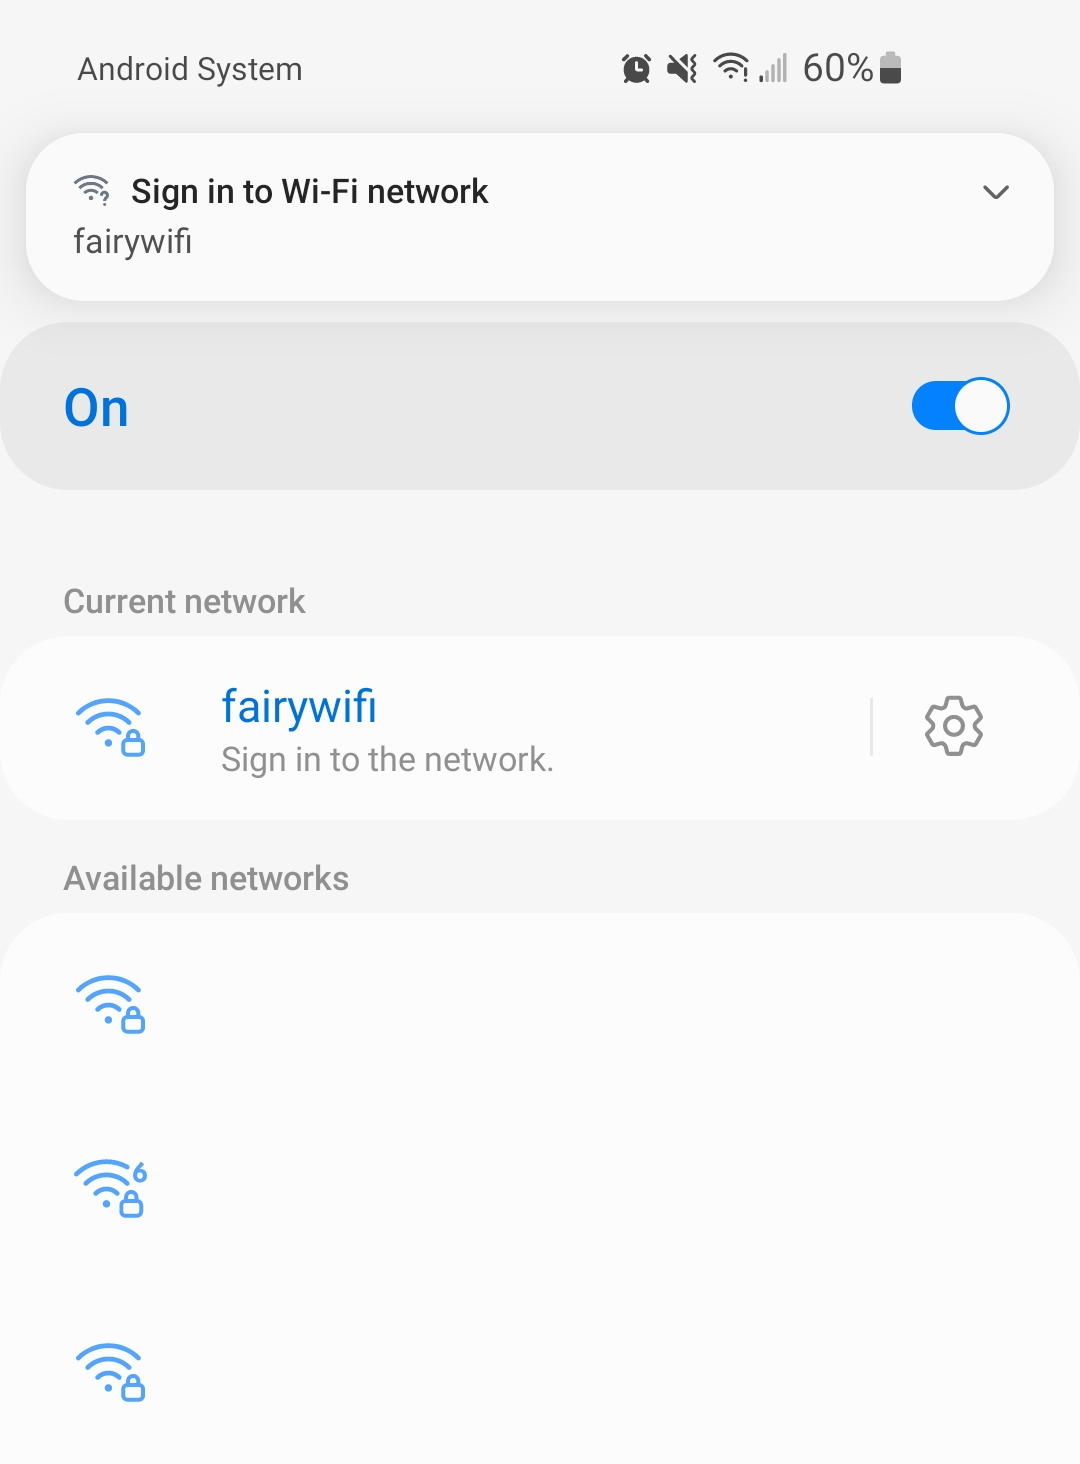 Android System 60%
Sign in to Wi-Fi network
fairywifi
On
Current network
fairywifi
Sign in to the network.
Available networks
6